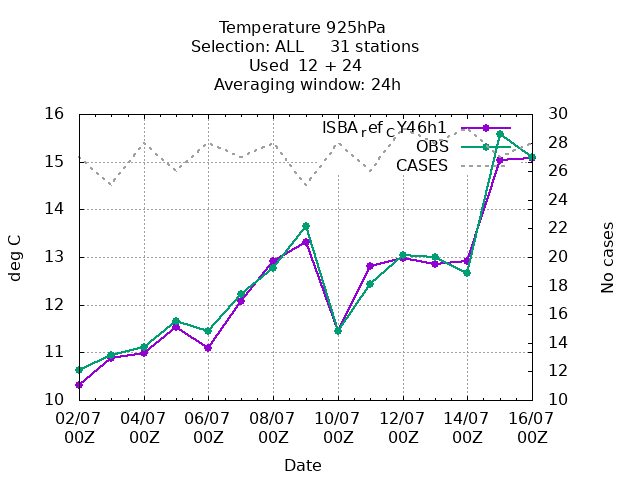 Temperature 925hPa
Selection: ALL     31 stations
Used  12 + 24
Averaging window: 24h
16
15
14
13
12
11
10
30
28
26
24
22
20
18
16
14
12
10
deg C
No cases
ISBA_ref_CY46h1
OBS
CASES
02/07 04/07 06/07 08/07 10/07 12/07 14/07 16/07
00Z 00Z 00Z 00Z 00Z 00Z 00Z 00Z
Date